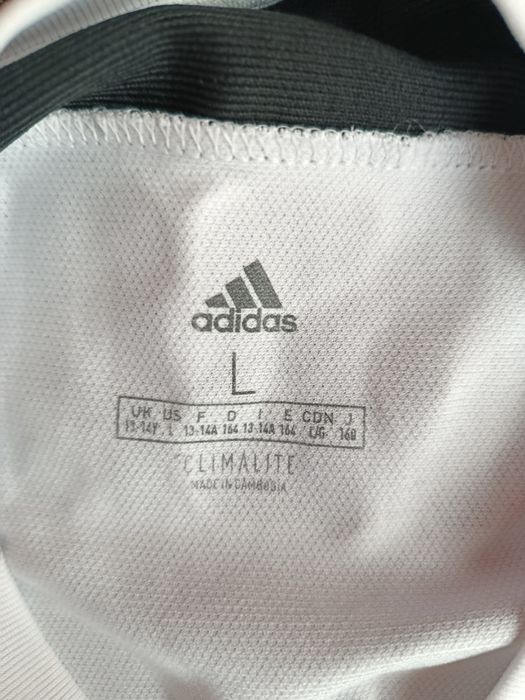 adidas
L
UK US F D I E CDN J
13-14Y L 13-14A 164 13-14A 164 L/G 160
CLIMALITE
MADE IN CAMBODIA